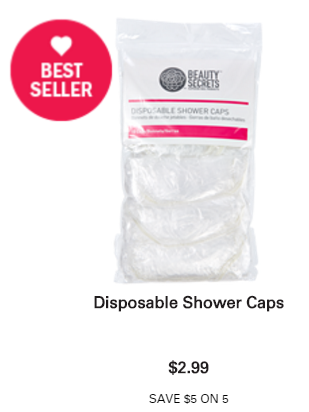 BEST
SELLER
BEAUTY
SECRETS
DISPOSABLE SHOWER CAPS
Disposable Shower Caps
$2.99
SAVE $5 ON 5